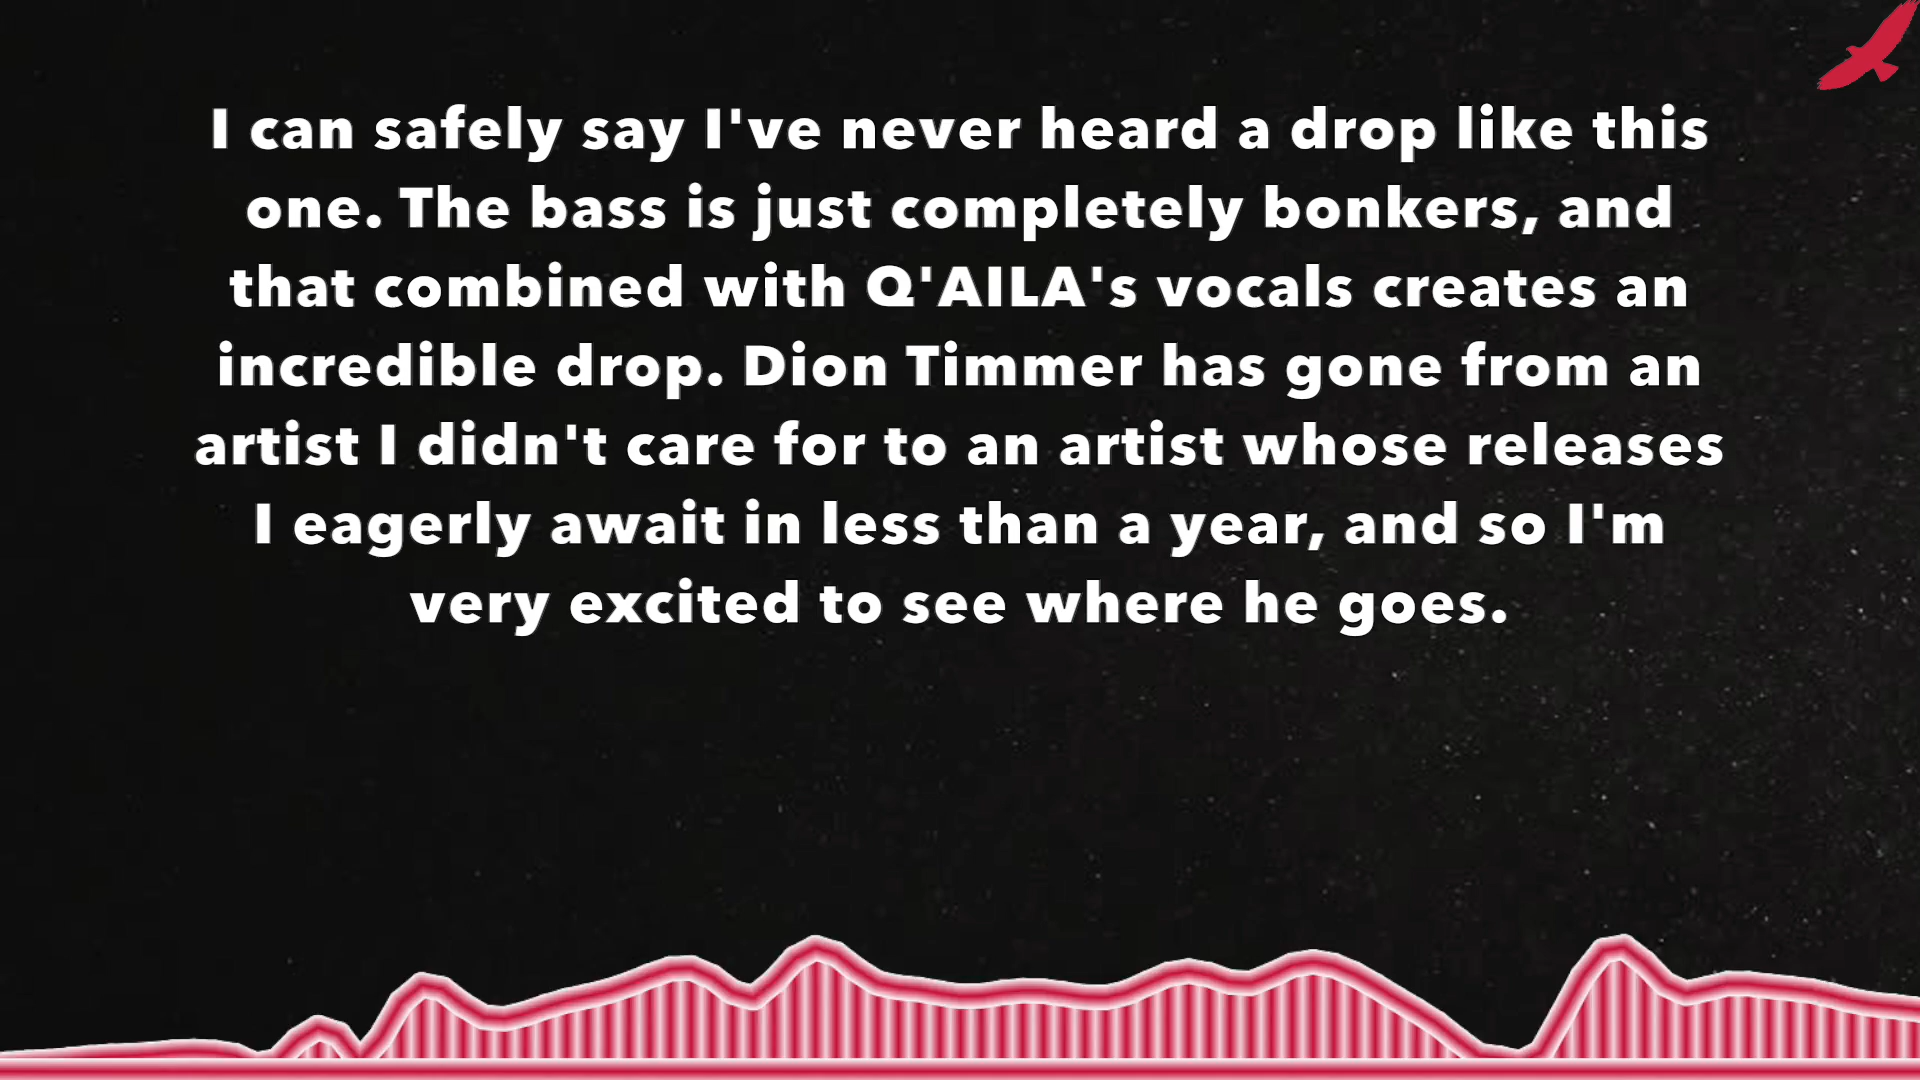 I can safely say I've never heard a drop like this
one. The bass is just completely bonkers, and
that combined with Q'AILA's vocals creates an
incredible drop. Dion Timmer has gone from an
artist I didn't care for to an artist whose releases
I eagerly await in less than a year, and so I'm
very excited to see where he goes.